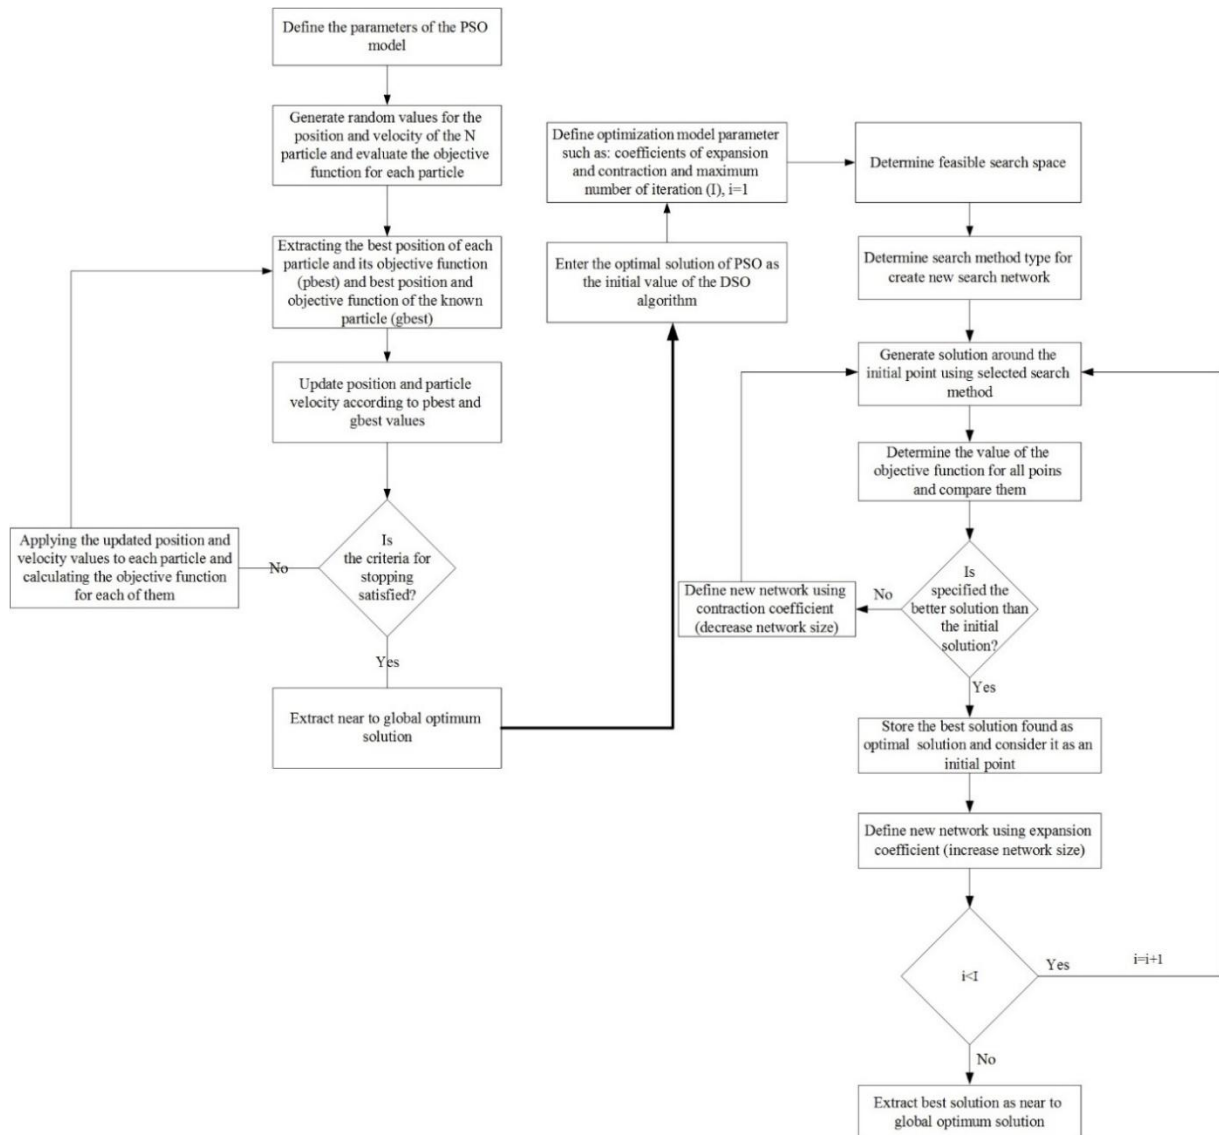 Define the parameters of the PSO
model
Generate random values for the
position and velocity of the N
particle and evaluate the objective
function for each particle
Extracting the best position of each
particle and its objective function
(pbest) and best position and
objective function of the known
particle (gbest)
Update position and particle
velocity according to pbest and
gbest values
Is
the criteria for
stopping
satisfied?
No
Applying the updated position and
velocity values to each particle and
calculating the objective function
for each of them
Yes
Extract near to global optimum
solution
Enter the optimal solution of PSO as
the initial value of the DSO
algorithm
Define optimization model parameter
such as: coefficients of expansion
and contraction and maximum
number of iteration (I), i=1
Determine feasible search space
Determine search method type for
create new search network
Generate solution around the
initial point using selected search
method
Determine the value of the
objective function for all poins
and compare them
Is
specified the
better solution than
the initial
solution?
No
Define new network using
contraction coefficient
(decrease network size)
Yes
Store the best solution found as
optimal solution and consider it as an
initial point
Define new network using expansion
coefficient (increase network size)
i<I
Yes
i=i+1
No
Extract best solution as near to
global optimum solution